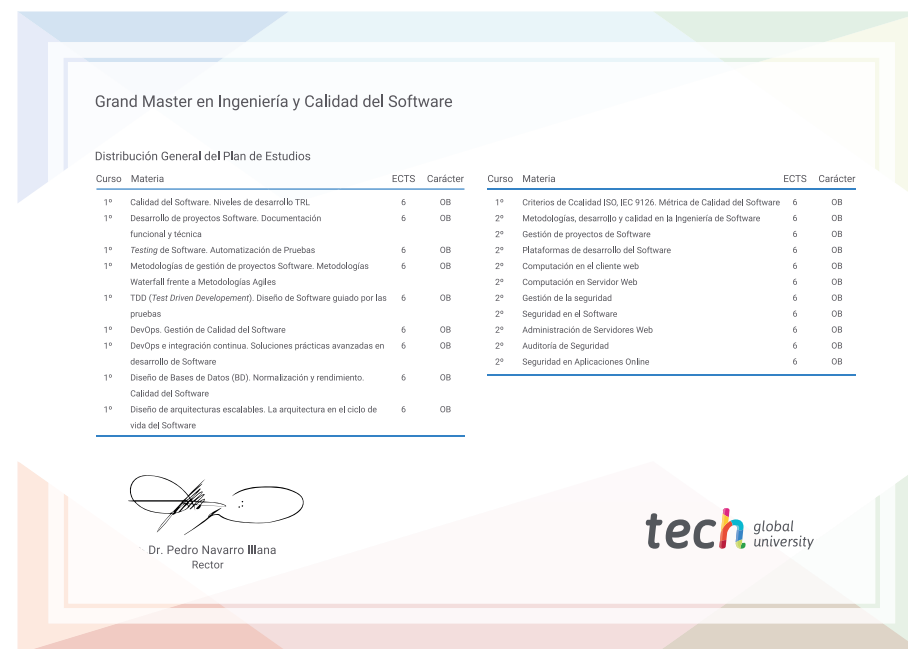 Grand Master en Ingeniería y Calidad del Software
Distribución General del Plan de Estudios
Curso Materia ECTS Carácter
1º Calidad del Software. Niveles de desarrollo TRL 6 OB
1º Desarrollo de proyectos Software. Documentación 6 OB
funcional y técnica
1º Testing de Software. Automatización de Pruebas 6 OB
1º Metodologías de gestión de proyectos Software. Metodologías 6 OB
Waterfall frente a Metodologías Agiles
1º TDD (Test Driven Developement). Diseño de Software guiado por las 6 OB
pruebas
1º DevOps. Gestión de Calidad del Software 6 OB
1º DevOps e integración continua. Soluciones prácticas avanzadas en 6 OB
desarrollo de Software
1º Diseño de Bases de Datos (BD). Normalización y rendimiento. 6 OB
Calidad del Software
1º Diseño de arquitecturas escalables. La arquitectura en el ciclo de 6 OB
vida del Software
Curso Materia ECTS Carácter
1º Criterios de Ccalidad ISO, IEC 9126. Métrica de Calidad del Software 6 OB
2º Metodologías, desarrollo y calidad en la Ingeniería de Software 6 OB
2º Gestión de proyectos de Software 6 OB
2º Plataformas de desarrollo del Software 6 OB
2º Computación en el cliente web 6 OB
2º Computación en Servidor Web 6 OB
2º Gestión de la seguridad 6 OB
2º Seguridad en el Software 6 OB
2º Administración de Servidores Web 6 OB
2º Auditoría de Seguridad 6 OB
2º Seguridad en Aplicaciones Online 6 OB
Dr. Pedro Navarro Illana
Rector
tech global
university